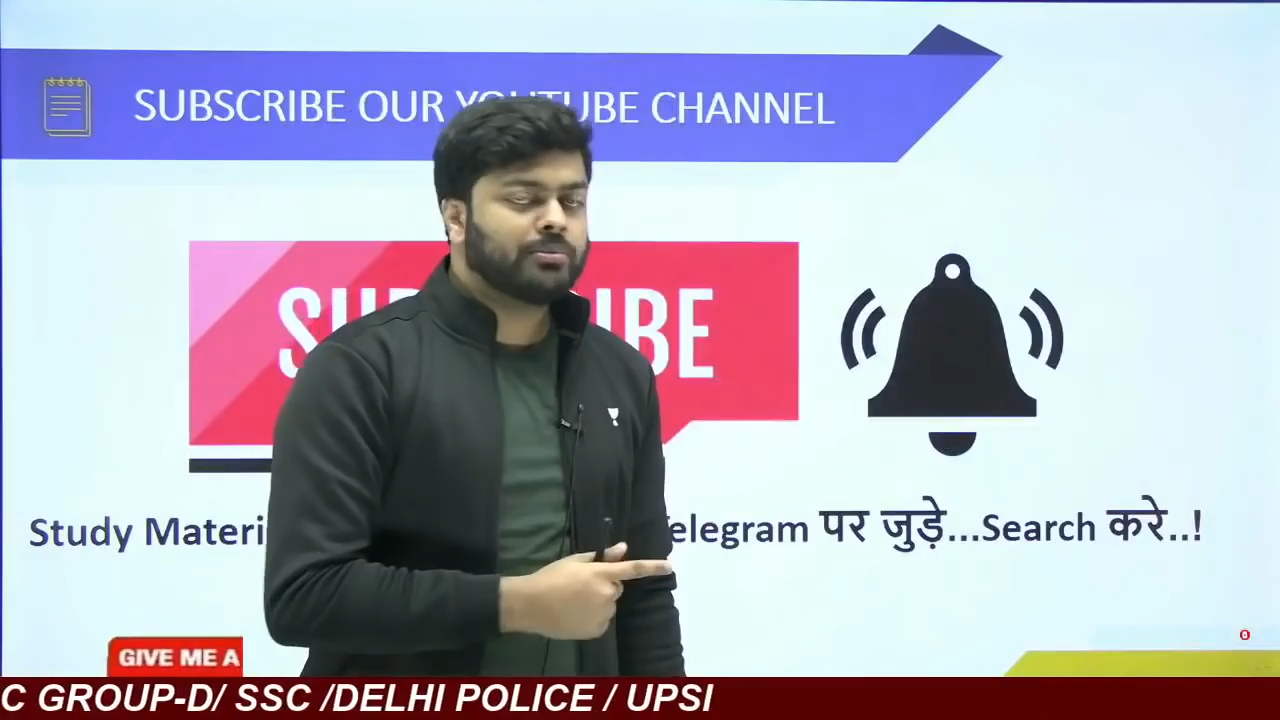 SUBSCRIBE OUR YOUTUBE CHANNEL
SUBSCRIBE
Study Materi elegram पर जुड़े...Search करे..!
GIVE ME A
C GROUP-D/ SSC /DELHI POLICE / UPSI